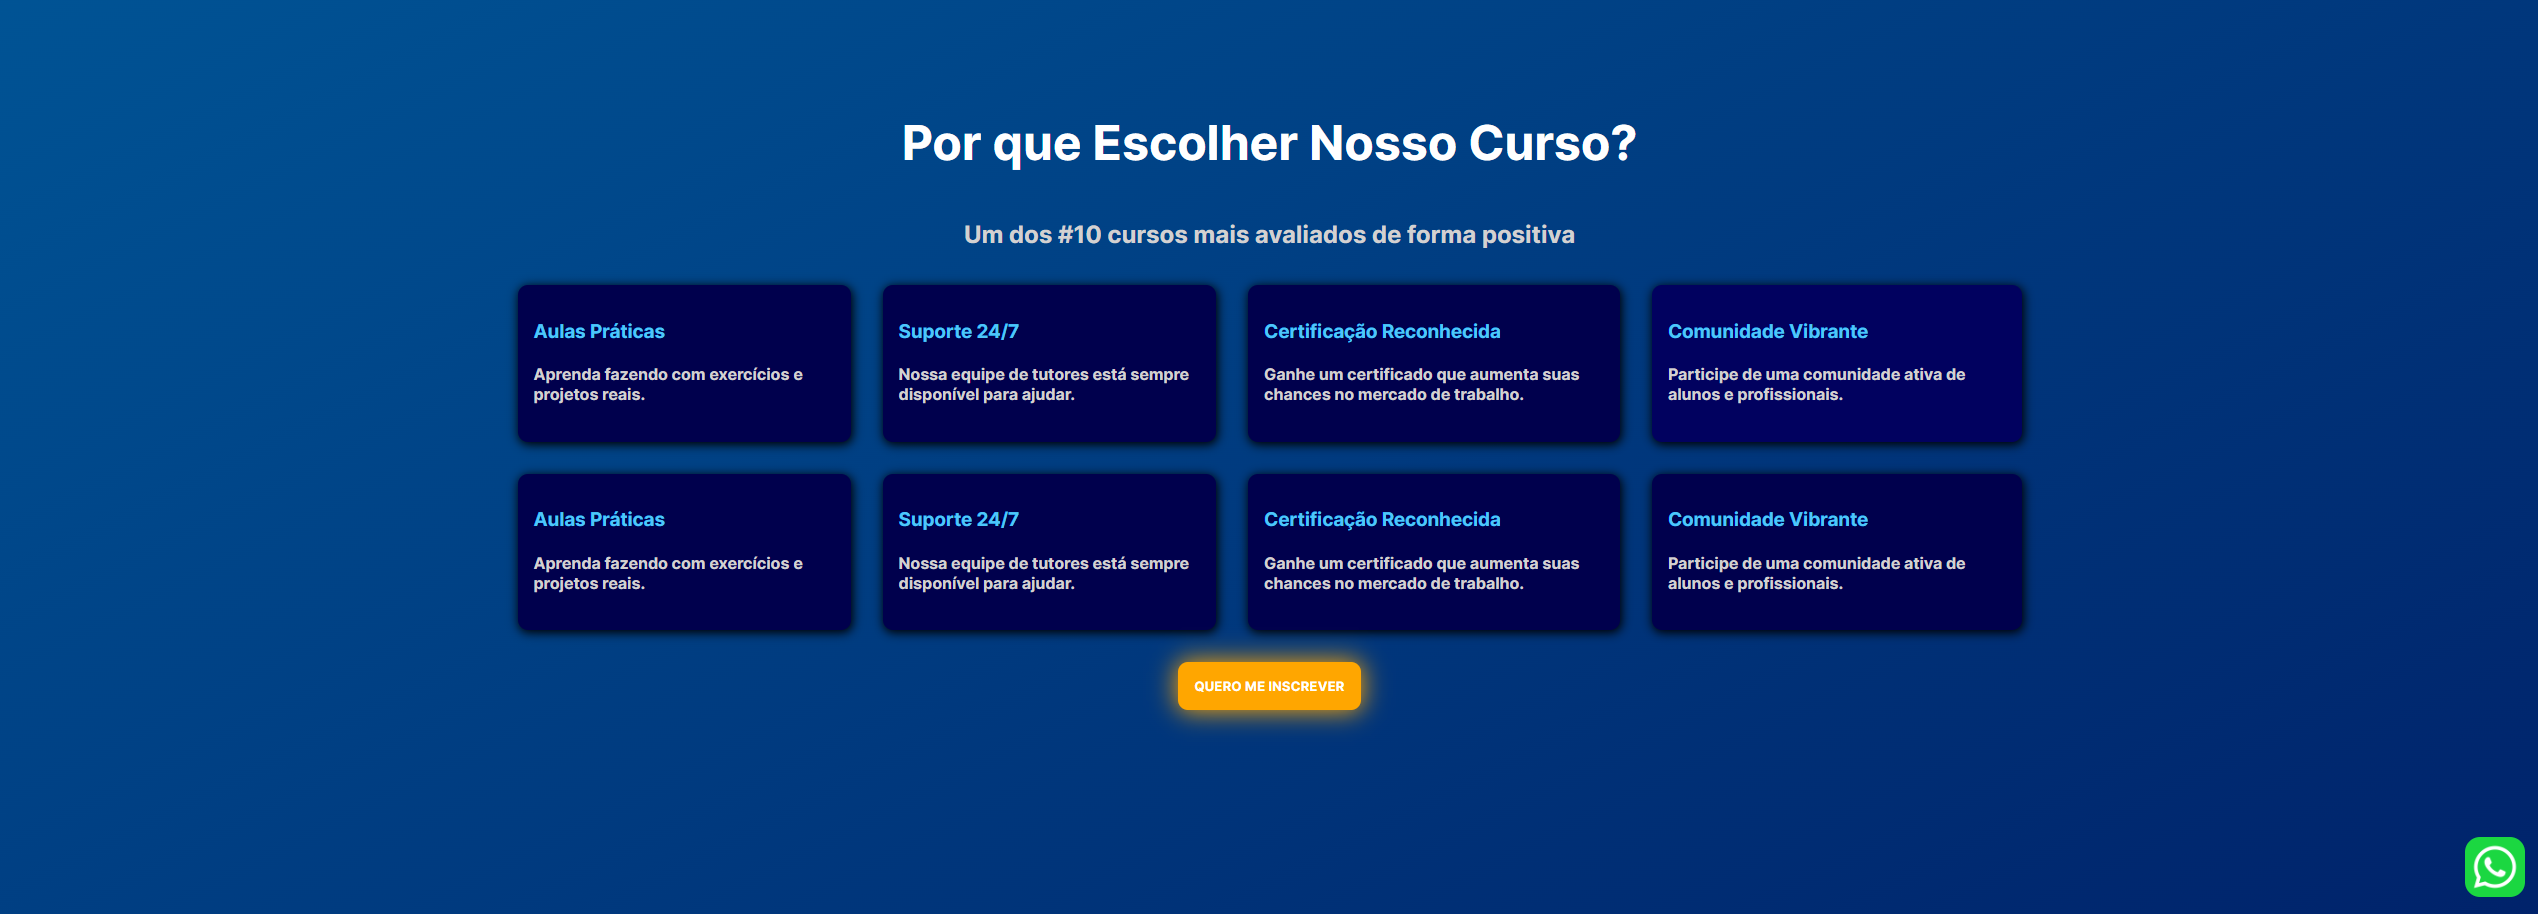 Por que Escolher Nosso Curso?
Um dos #10 cursos mais avaliados de forma positiva
Aulas Práticas
Aprenda fazendo com exercícios e
projetos reais.
Suporte 24/7
Nossa equipe de tutores está sempre
disponível para ajudar.
Certificação Reconhecida
Ganhe um certificado que aumenta suas
chances no mercado de trabalho.
Comunidade Vibrante
Participe de uma comunidade ativa de
alunos e profissionais.
Aulas Práticas
Aprenda fazendo com exercícios e
projetos reais.
Suporte 24/7
Nossa equipe de tutores está sempre
disponível para ajudar.
Certificação Reconhecida
Ganhe um certificado que aumenta suas
chances no mercado de trabalho.
Comunidade Vibrante
Participe de uma comunidade ativa de
alunos e profissionais.
QUERO ME INSCREVER